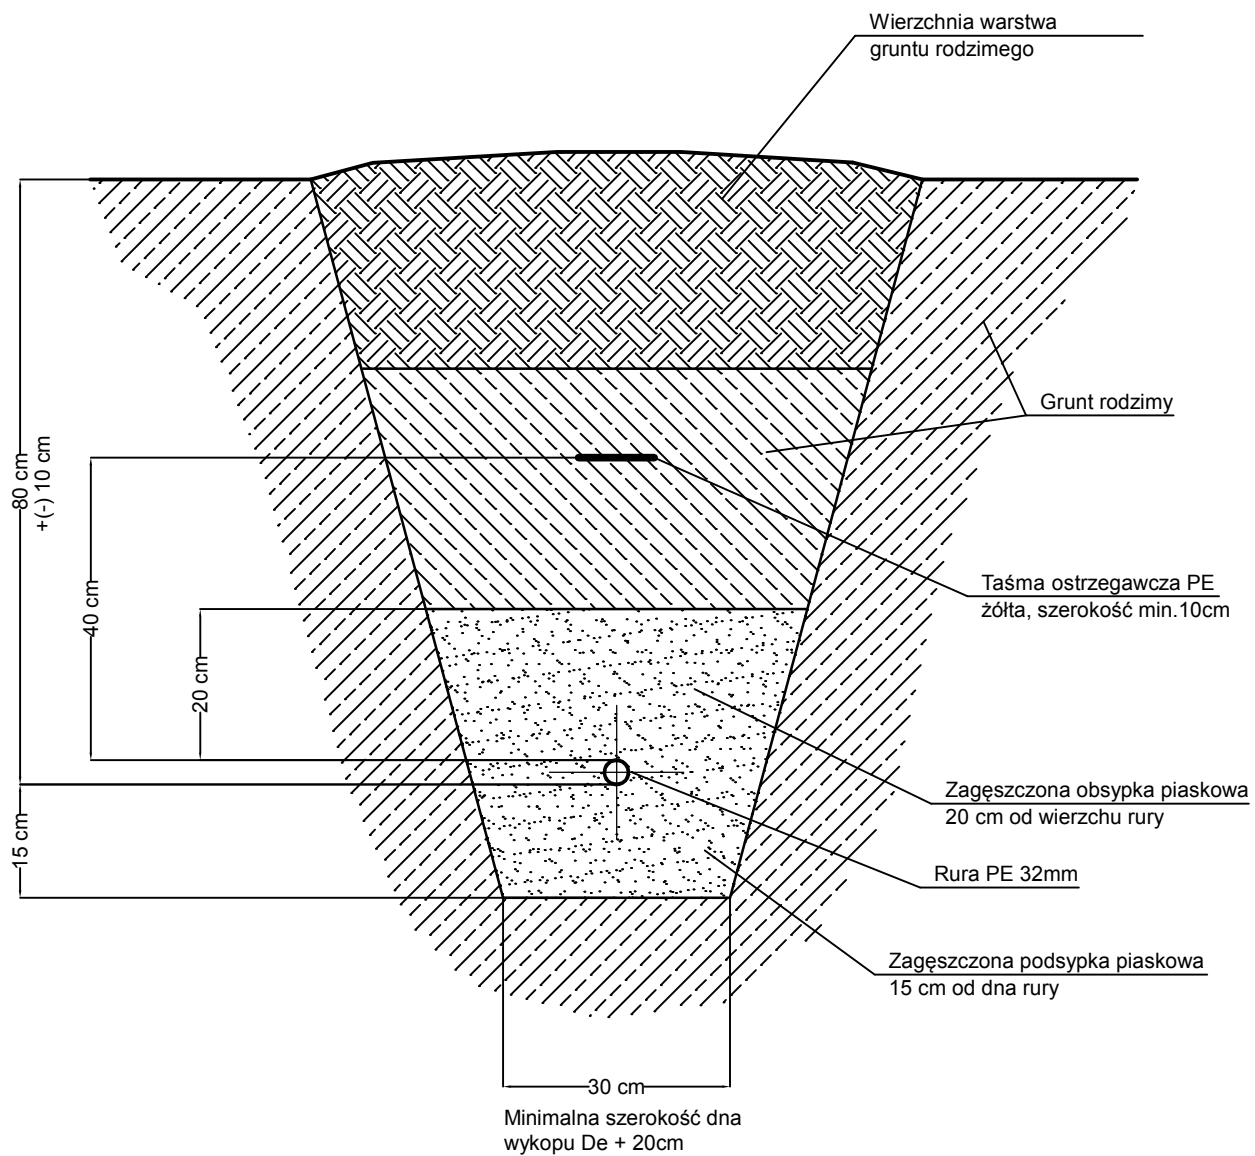 Wierzchnia warstwa
gruntu rodzimego
Grunt rodzimy
80 cm
+(-) 10 cm
40 cm
20 cm
15 cm
Taśma ostrzegawcza PE
żółta, szerokość min.10cm
Zagęszczona obsypka piaskowa
20 cm od wierzchu rury
Rura PE 32mm
Zagęszczona podsypka piaskowa
15 cm od dna rury
30 cm
Minimalna szerokość dna
wykopu De + 20cm